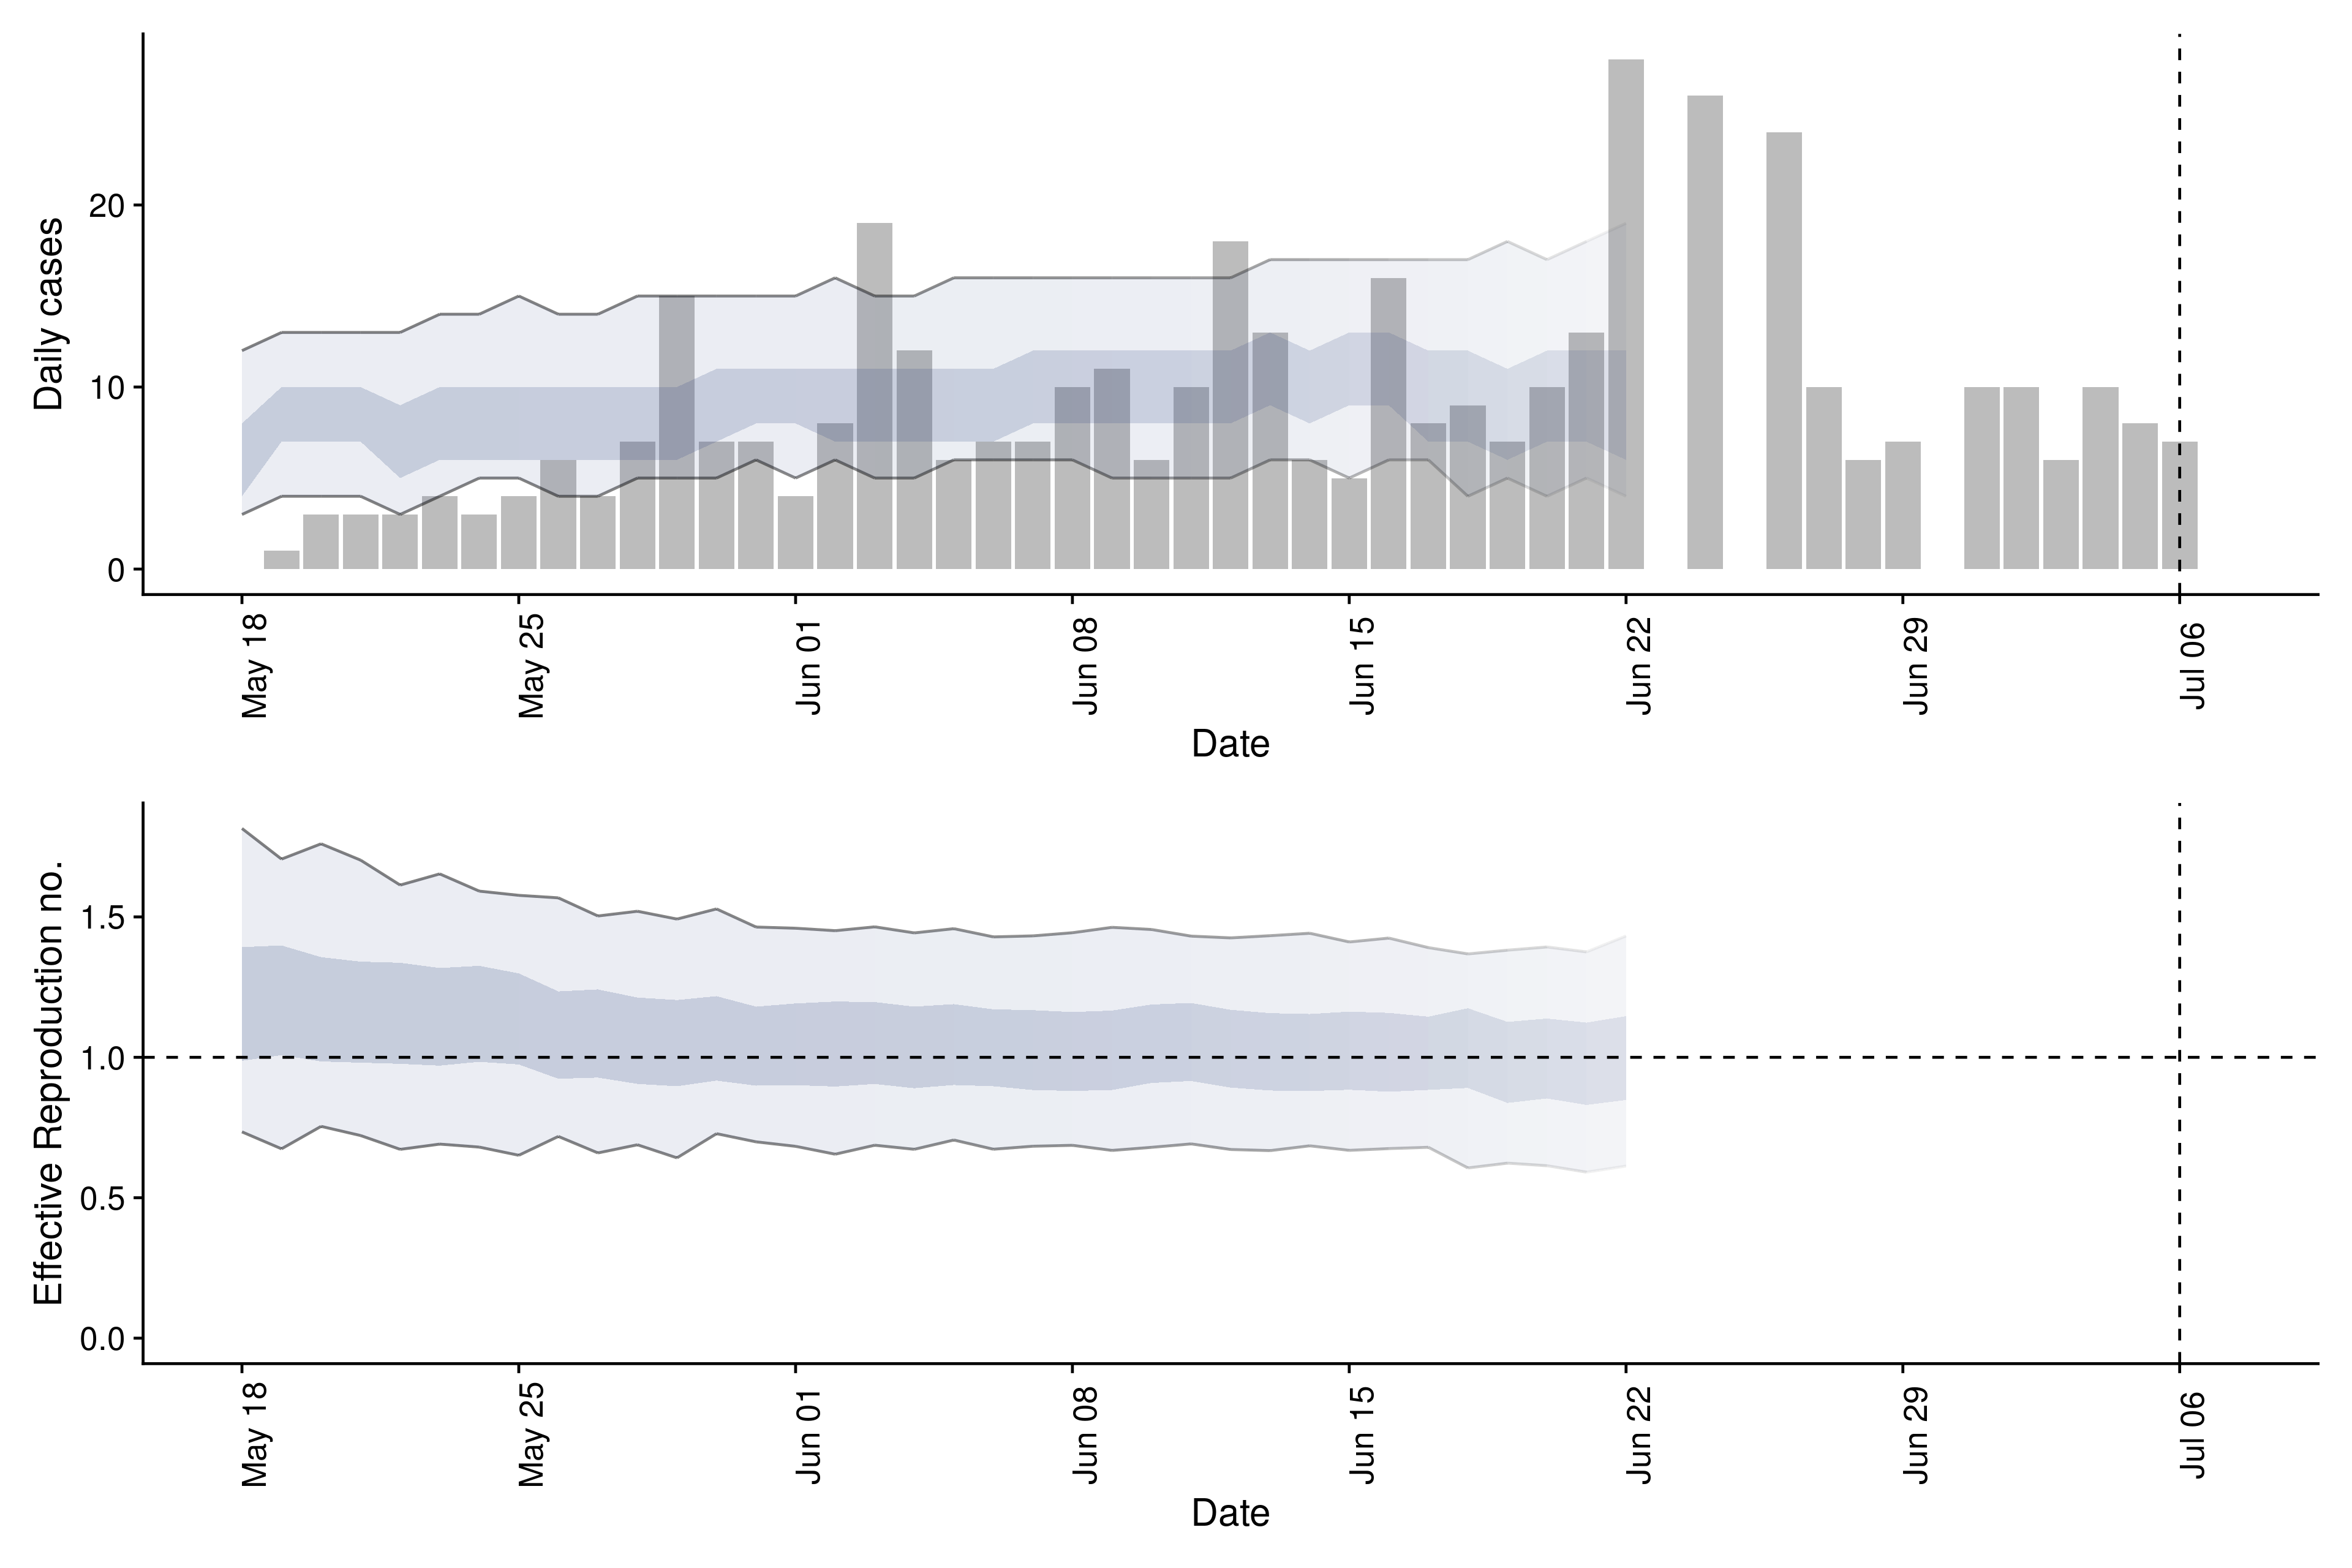 Daily cases
20
10
0
May 18
May 25
Jun 01
Jun 08
Jun 15
Jun 22
Jun 29
Jul 06
Date
Effective Reproduction no.
1.5
1.0
0.5
0.0
May 18
May 25
Jun 01
Jun 08
Jun 15
Jun 22
Jun 29
Jul 06
Date